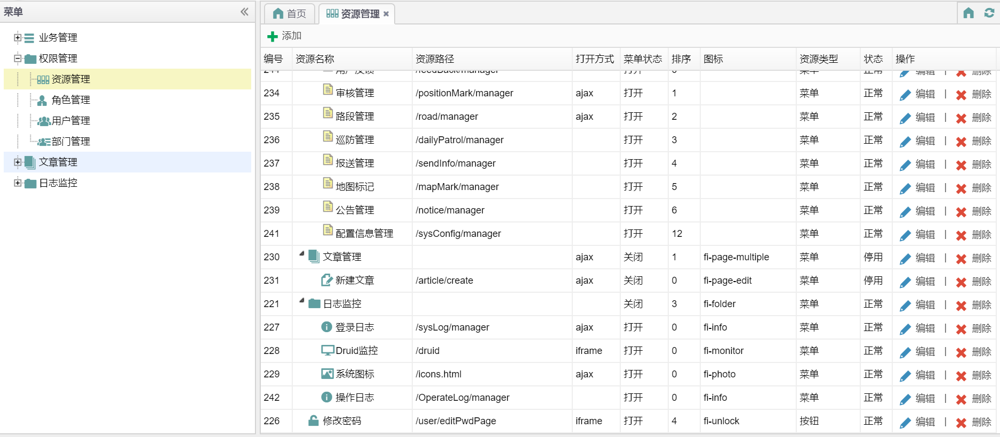 菜单
业务管理
权限管理
资源管理
角色管理
用户管理
部门管理
文章管理
日志监控
首页 资源管理
添加
编号 资源名称 资源路径 打开方式 菜单状态 排序 图标 资源类型 状态 操作
用户反馈 /feedBack/manager 打开 菜单 正常 编辑 | 删除
234 审核管理 /positionMark/manager ajax 打开 1 菜单 正常 编辑 | 删除
235 路段管理 /road/manager ajax 打开 2 菜单 正常 编辑 | 删除
236 巡防管理 /dailyPatrol/manager 打开 3 菜单 正常 编辑 | 删除
237 报送管理 /sendInfo/manager 打开 4 菜单 正常 编辑 | 删除
238 地图标记 /mapMark/manager 打开 5 菜单 正常 编辑 | 删除
239 公告管理 /notice/manager 打开 6 菜单 正常 编辑 | 删除
241 配置信息管理 /sysConfig/manager 打开 12 菜单 正常 编辑 | 删除
230 文章管理 ajax 关闭 1 fi-page-multiple 菜单 停用 编辑 | 删除
231 新建文章 /article/create ajax 关闭 0 fi-page-edit 菜单 停用 编辑 | 删除
221 日志监控 关闭 3 fi-folder 菜单 正常 编辑 | 删除
227 登录日志 /sysLog/manager ajax 打开 0 fi-info 菜单 正常 编辑 | 删除
228 Druid监控 /druid iframe 打开 0 fi-monitor 菜单 正常 编辑 | 删除
229 系统图标 /icons.html ajax 打开 0 fi-photo 菜单 正常 编辑 | 删除
242 操作日志 /OperateLog/manager 打开 0 fi-info 菜单 正常 编辑 | 删除
226 修改密码 /user/editPwdPage iframe 打开 4 fi-unlock 按钮 正常 编辑 | 删除